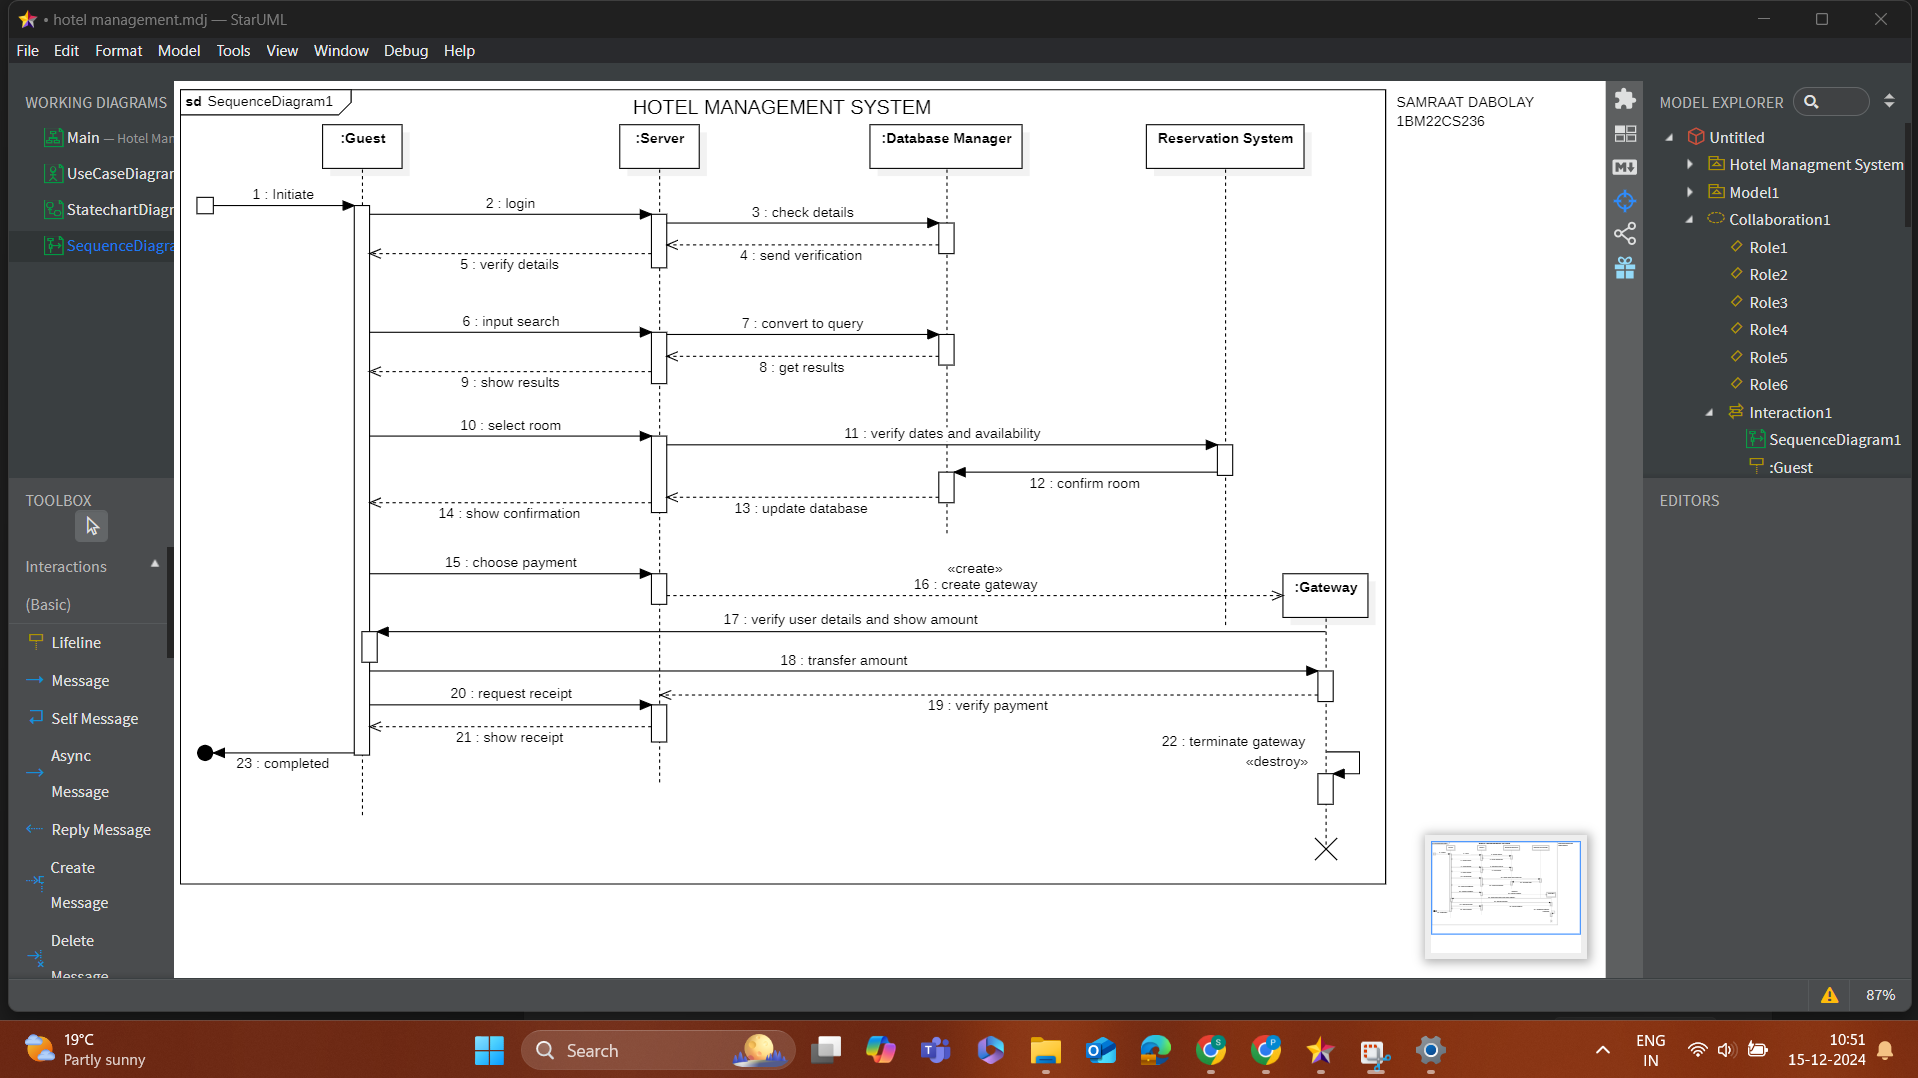 • hotel management.mdj — StarUML
File Edit Format Model Tools View Window Debug Help
WORKING DIAGRAMS
Main — Hotel Mar
UseCaseDiagrar
StatechartDiagr
SequenceDiagra
TOOLBOX
Interactions
(Basic)
Lifeline
Message
Self Message
Async
Message
Reply Message
Create
Message
Delete
Message
sd SequenceDiagram1
HOTEL MANAGEMENT SYSTEM
SAMRAAT DABOLAY
1BM22CS236
:Guest
:Server
:Database Manager
Reservation System
1 : Initiate
2 : login
3 : check details
4 : send verification
5 : verify details
6 : input search
7 : convert to query
8 : get results
9 : show results
10 : select room
11 : verify dates and availability
12 : confirm room
13 : update database
14 : show confirmation
15 : choose payment
«create»
16 : create gateway
:Gateway
17 : verify user details and show amount
18 : transfer amount
20 : request receipt
19 : verify payment
21 : show receipt
22 : terminate gateway
«destroy»
23 : completed
MODEL EXPLORER
Untitled
Hotel Managment System
Model1
Collaboration1
Role1
Role2
Role3
Role4
Role5
Role6
Interaction1
SequenceDiagram1
:Guest
EDITORS
87%
19°C
Partly sunny
Search
ENG
IN
10:51
15-12-2024